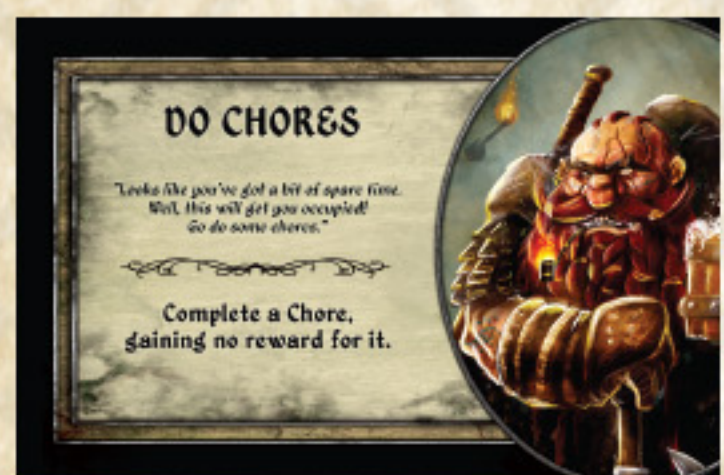 DO CHORES
"Looks like you've got a bit of spare time.
Well, this will get you occupied!
Go do some chores."
Complete a Chore,
gaining no reward for it.